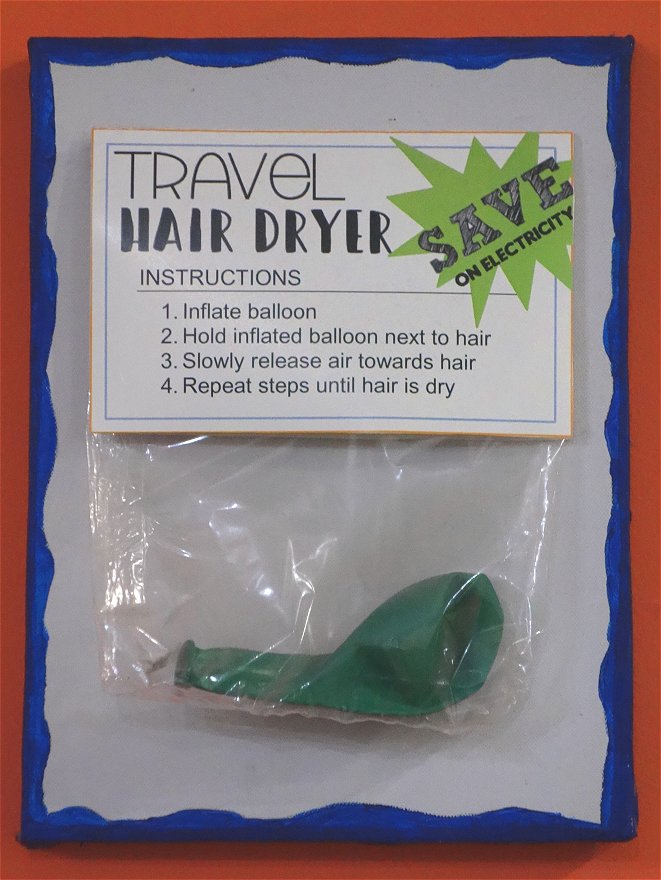 TRAVEL
HAIR DRYER
SAVE
ON ELECTRICITY
INSTRUCTIONS
1. Inflate balloon
2. Hold inflated balloon next to hair
3. Slowly release air towards hair
4. Repeat steps until hair is dry